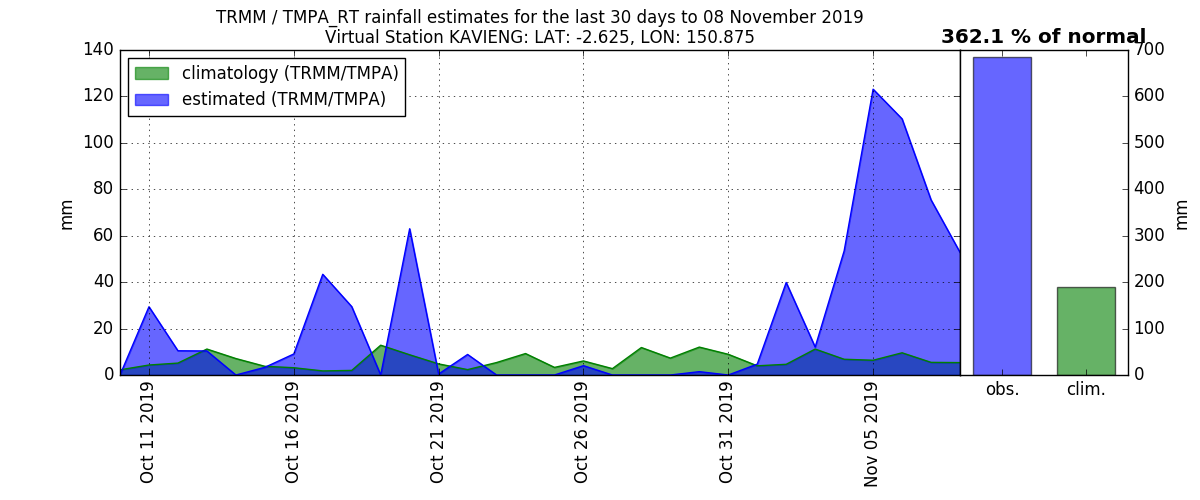 TRMM / TMPA_RT rainfall estimates for the last 30 days to 08 November 2019
Virtual Station KAVIENG: LAT: -2.625, LON: 150.875
362.1 % of normal
climatology (TRMM/TMPA)
estimated (TRMM/TMPA)
mm
140
120
100
80
60
40
20
0
Oct 11 2019
Oct 16 2019
Oct 21 2019
Oct 26 2019
Oct 31 2019
Nov 05 2019
obs.
clim.
700
600
500
400
300
200
100
0
mm